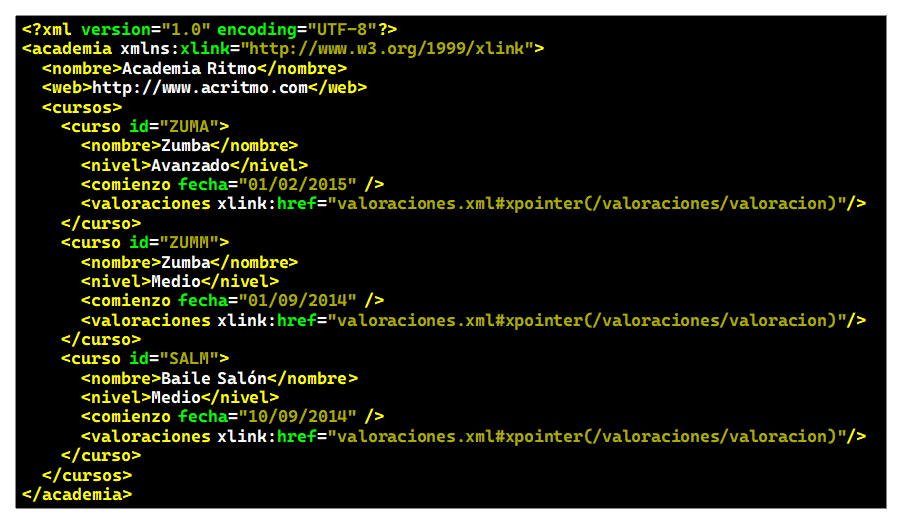 <?xml version="1.0" encoding="UTF-8"?>
<academia xmlns:xlink="http://www.w3.org/1999/xlink">
  <nombre>Academia Ritmo</nombre>
  <web>http://www.acritmo.com</web>
  <cursos>
    <curso id="ZUMA">
      <nombre>Zumba</nombre>
      <nivel>Avanzado</nivel>
      <comienzo fecha="01/02/2015" />
      <valoraciones xlink:href="valoraciones.xml#xpointer(/valoraciones/valoracion)"/>
    </curso>
    <curso id="ZUMM">
      <nombre>Zumba</nombre>
      <nivel>Medio</nivel>
      <comienzo fecha="01/09/2014" />
      <valoraciones xlink:href="valoraciones.xml#xpointer(/valoraciones/valoracion)"/>
    </curso>
    <curso id="SALM">
      <nombre>Baile Salón</nombre>
      <nivel>Medio</nivel>
      <comienzo fecha="10/09/2014" />
      <valoraciones xlink:href="valoraciones.xml#xpointer(/valoraciones/valoracion)"/>
    </curso>
  </cursos>
</academia>